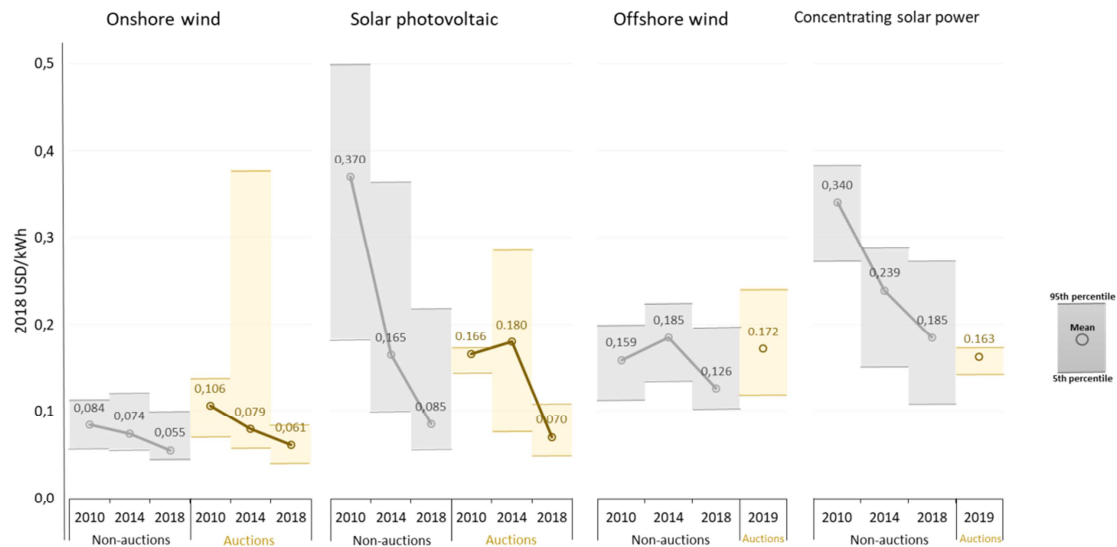 Onshore wind
Solar photovoltaic
Offshore wind
Concentrating solar power
2018 USD/kWh
0,5
0,4
0,3
0,2
0,1
0,0
0,084
0,074
0,055
0,106
0,079
0,061
0,370
0,165
0,085
0.166
0.180
0.070
0,159
0,185
0,126
0.172
0,340
0,239
0,185
0.163
2010 2014 2018 2010 2014 2018
Non-auctions Auctions
2010 2014 2018 2010 2014 2018
Non-auctions Auctions
2010 2014 2018 2019
Non-auctions Auctions
2010 2014 2018 2019
Non-auctions Auctions
95th percentile
Mean
5th percentile